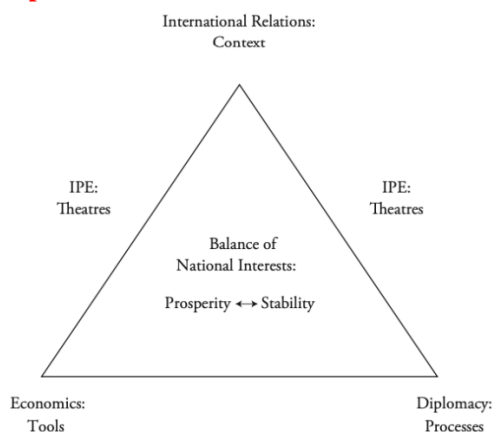 International Relations:
Context
IPE:
Theatres
IPE:
Theatres
Balance of
National Interests:
Prosperity ↔ Stability
Economics:
Tools
Diplomacy:
Processes